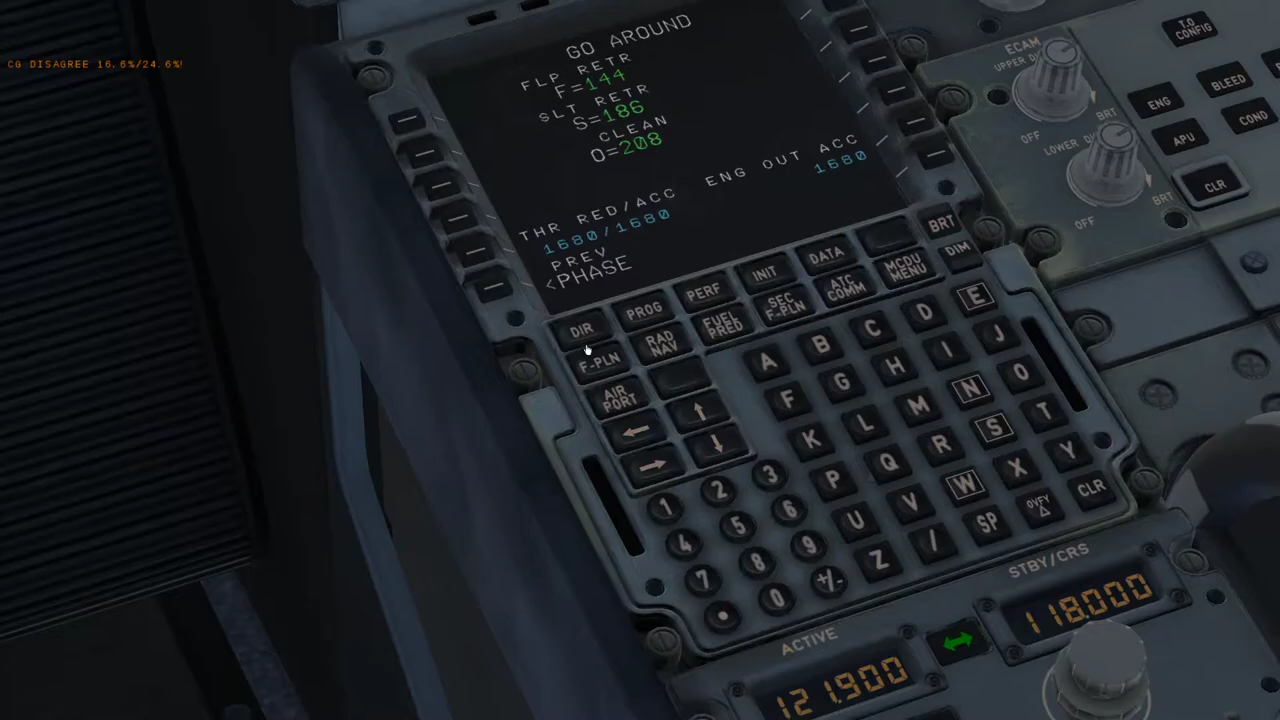 CG DISAGREE 16.6%/24.6%!
GO AROUND
FLP RETR
F=144
SLT RETR
S=186
CLEAN
O=208
THR RED/ACC ENG OUT ACC
1680/1680 1680
PREV
<PHASE
DIR PROG PERF INIT DATA
BRT
DIM
F-PLN RAD NAV FUEL PRED SEC F-PLN ATC COMM MCDU MENU
AIR PORT
← ↑
→ ↓
A B C D E
F G H I J
K L M N O
P Q R S T
U V W X Y
Z / SP OVFY Δ CLR
1 2 3
4 5 6
7 8 9
. 0 +/-
ECAM
UPPER DI
OFF BRT
LOWER DI
OFF BRT
T.O CONFIG
ENG BLEED
APU COND
CLR
ACTIVE
121.900
STBY/CRS
118.000